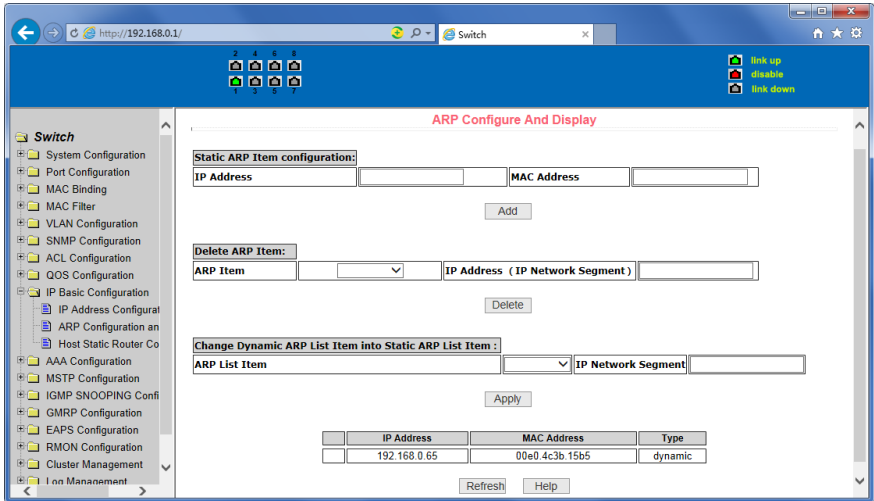 http://192.168.0.1/
Switch
2 4 6 8
1 3 5 7
link up
disable
link down
Switch
System Configuration
Port Configuration
MAC Binding
MAC Filter
VLAN Configuration
SNMP Configuration
ACL Configuration
QOS Configuration
IP Basic Configuration
IP Address Configurat
ARP Configuration an
Host Static Router Co
AAA Configuration
MSTP Configuration
IGMP SNOOPING Confi
GMRP Configuration
EAPS Configuration
RMON Configuration
Cluster Management
Log Management
ARP Configure And Display
Static ARP Item configuration:
IP Address MAC Address
Add
Delete ARP Item:
ARP Item IP Address ( IP Network Segment )
Delete
Change Dynamic ARP List Item into Static ARP List Item :
ARP List Item IP Network Segment
Apply
IP Address MAC Address Type
192.168.0.65 00e0.4c3b.15b5 dynamic
Refresh Help